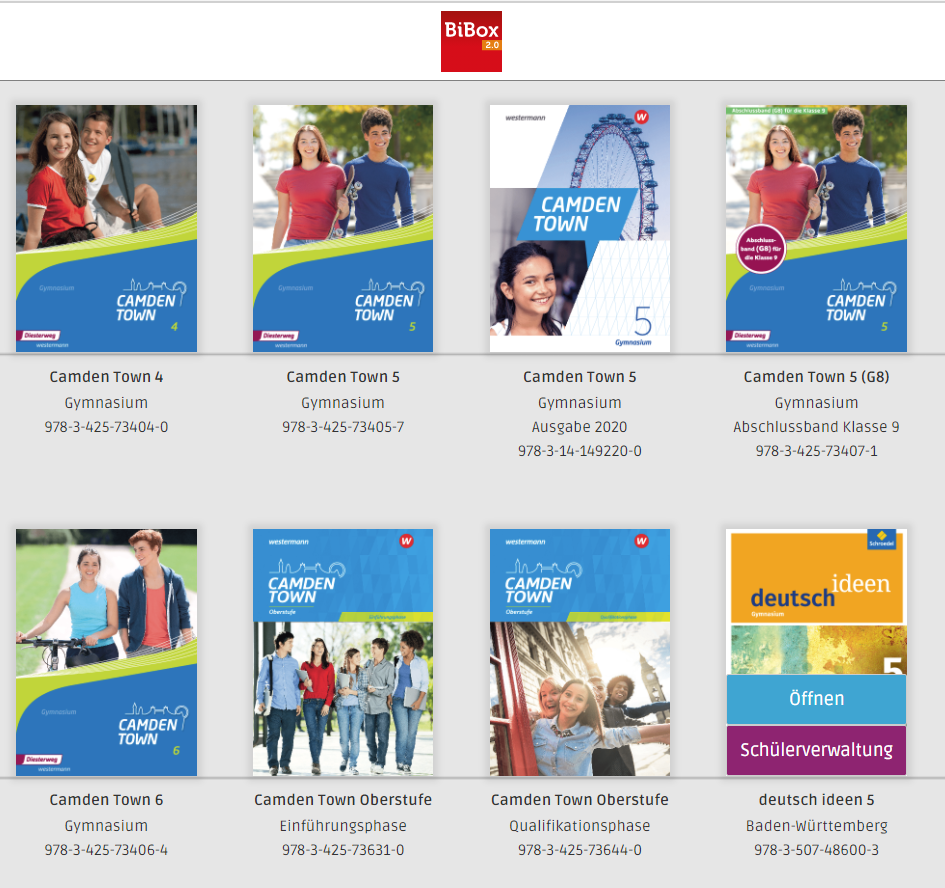 BiBox
2.0
Gymnasium
CAMDEN
TOWN
4
Diesterweg
westermann
Gymnasium
CAMDEN
TOWN
5
Diesterweg
westermann
westermann
W
CAMDEN
TOWN
5
Gymnasium
Abschlussband (G8) für die Klasse 9
Abschluss-
band (G8) für
die Klasse 9
Gymnasium
CAMDEN
TOWN
5
Diesterweg
westermann
Camden Town 4
Gymnasium
978-3-425-73404-0
Camden Town 5
Gymnasium
978-3-425-73405-7
Camden Town 5
Gymnasium
Ausgabe 2020
978-3-14-149220-0
Camden Town 5 (G8)
Gymnasium
Abschlussband Klasse 9
978-3-425-73407-1
Gymnasium
CAMDEN
TOWN
6
Diesterweg
westermann
westermann
W
CAMDEN
TOWN
Oberstufe
Einführungsphase
westermann
W
CAMDEN
TOWN
Oberstufe
Qualifikationsphase
Schroedel
deutsch ideen
Gymnasium
5
Öffnen
Schülerverwaltung
Camden Town 6
Gymnasium
978-3-425-73406-4
Camden Town Oberstufe
Einführungsphase
978-3-425-73631-0
Camden Town Oberstufe
Qualifikationsphase
978-3-425-73644-0
deutsch ideen 5
Baden-Württemberg
978-3-507-48600-3